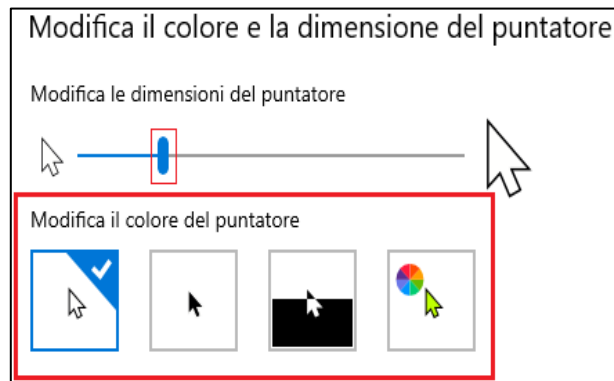 Modifica il colore e la dimensione del puntatore
Modifica le dimensioni del puntatore
Modifica il colore del puntatore